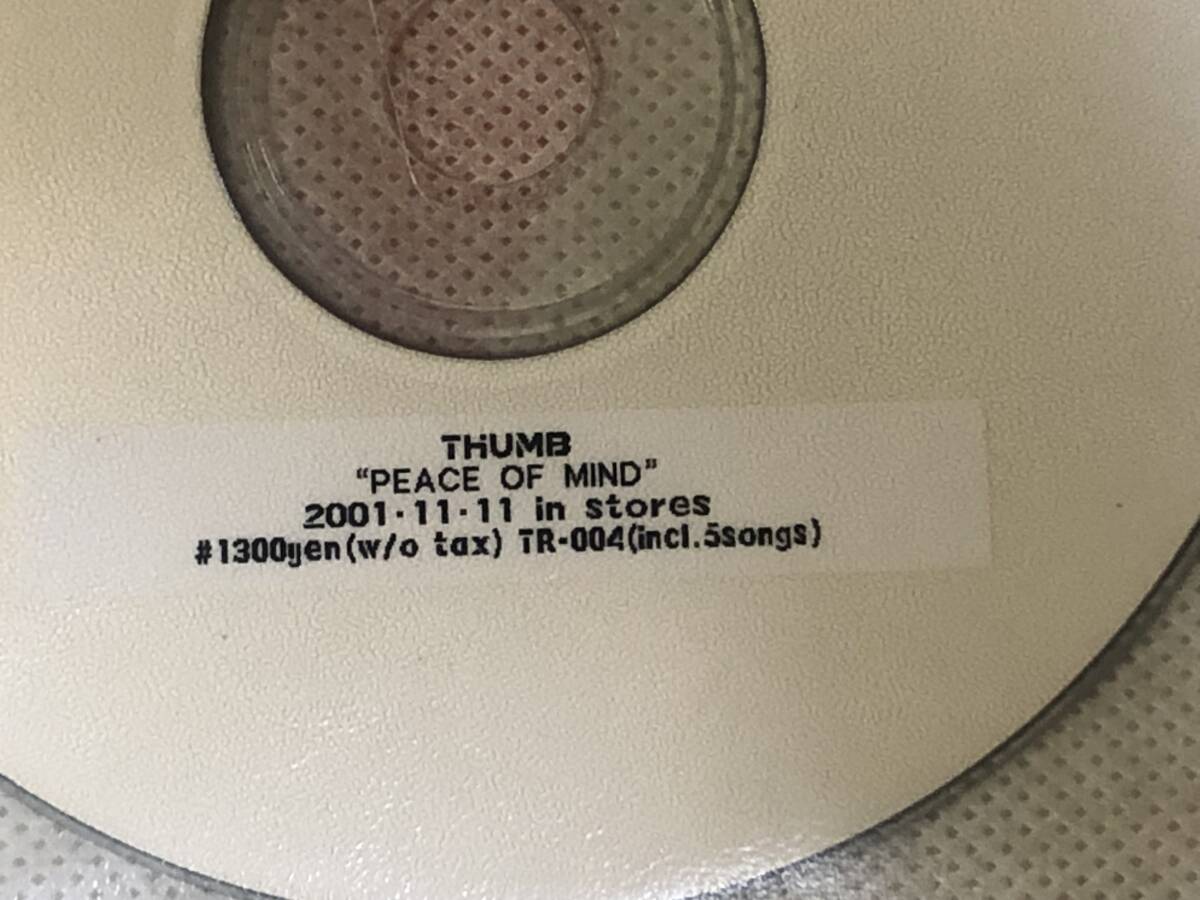 THUMB
“PEACE OF MIND”
2001·11·11 in stores
#1300yen(w/o tax) TR-004(incl.5songs)